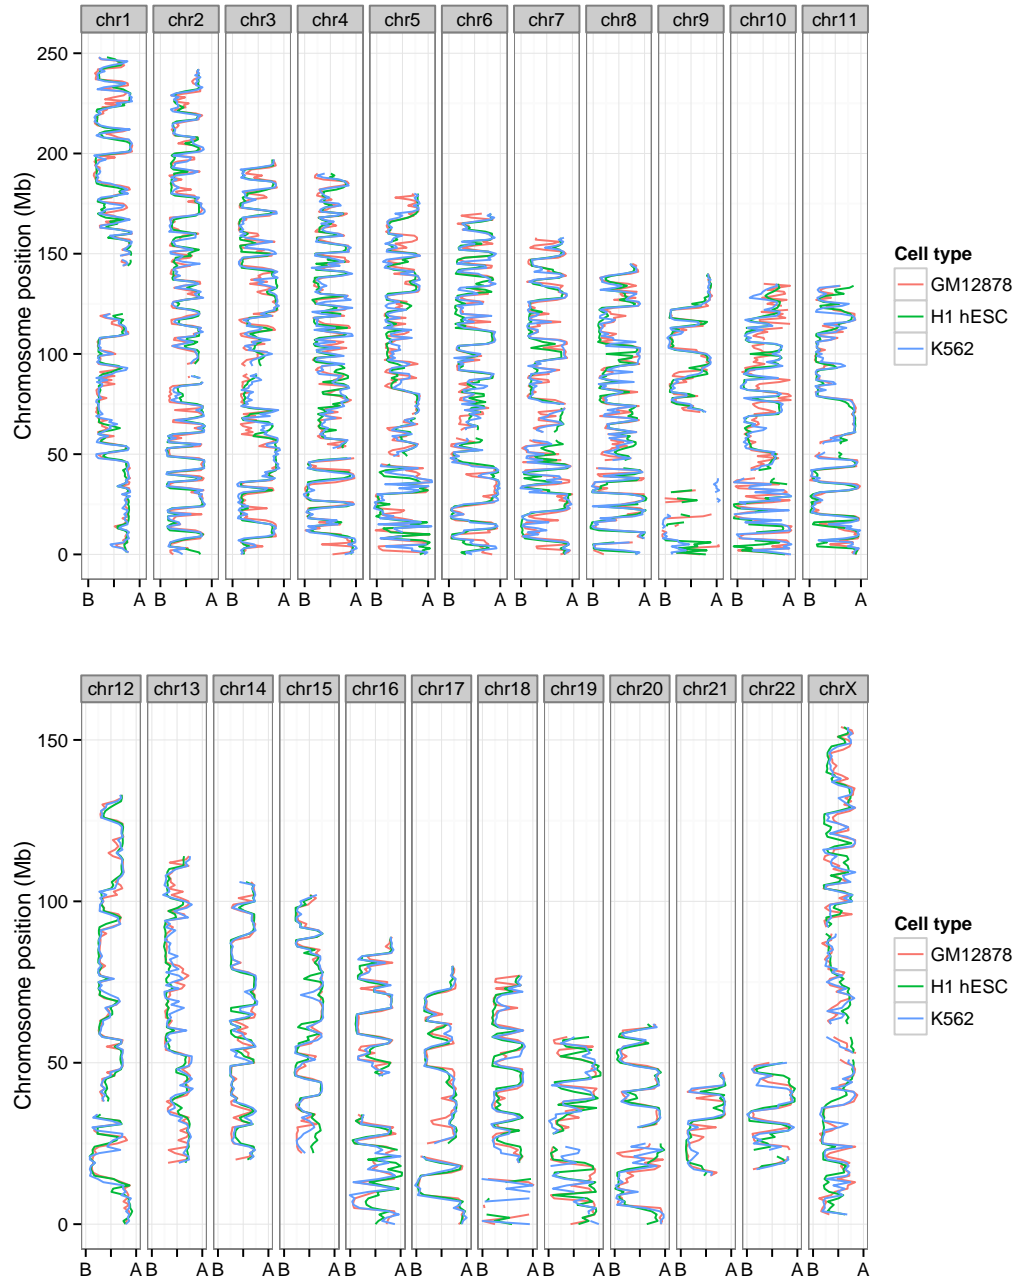 chr1 chr2 chr3 chr4 chr5 chr6 chr7 chr8 chr9 chr10 chr11
250
200
150
100
50
0
Chromosome position (Mb)
B A B A B A B A B A B A B A B A B A B A B A
Cell type
GM12878
H1 hESC
K562
chr12 chr13 chr14 chr15 chr16 chr17 chr18 chr19 chr20 chr21 chr22 chrX
150
100
50
0
Chromosome position (Mb)
B A B A B A B A B A B A B A B A B A B A B A B A
Cell type
GM12878
H1 hESC
K562